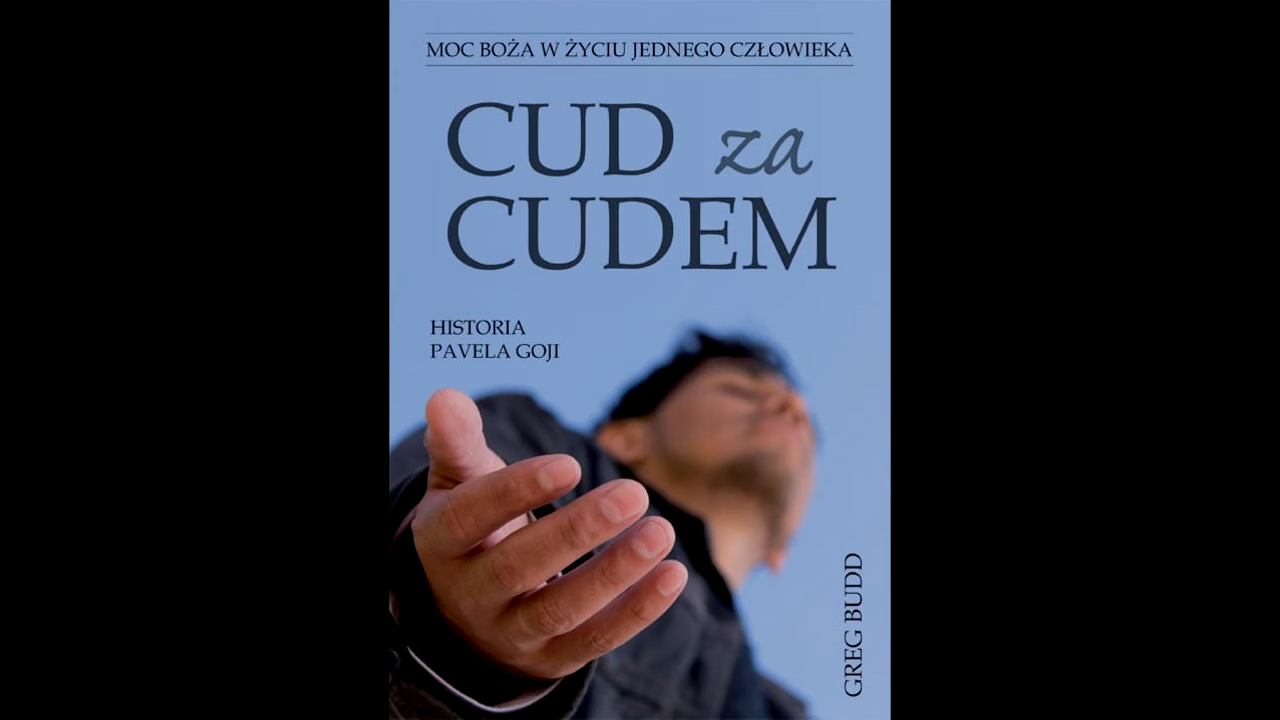 MOC BOŻA W ŻYCIU JEDNEGO CZŁOWIEKA
CUD za
CUDEM
HISTORIA
PAVELA GOJI
GREG BUDD